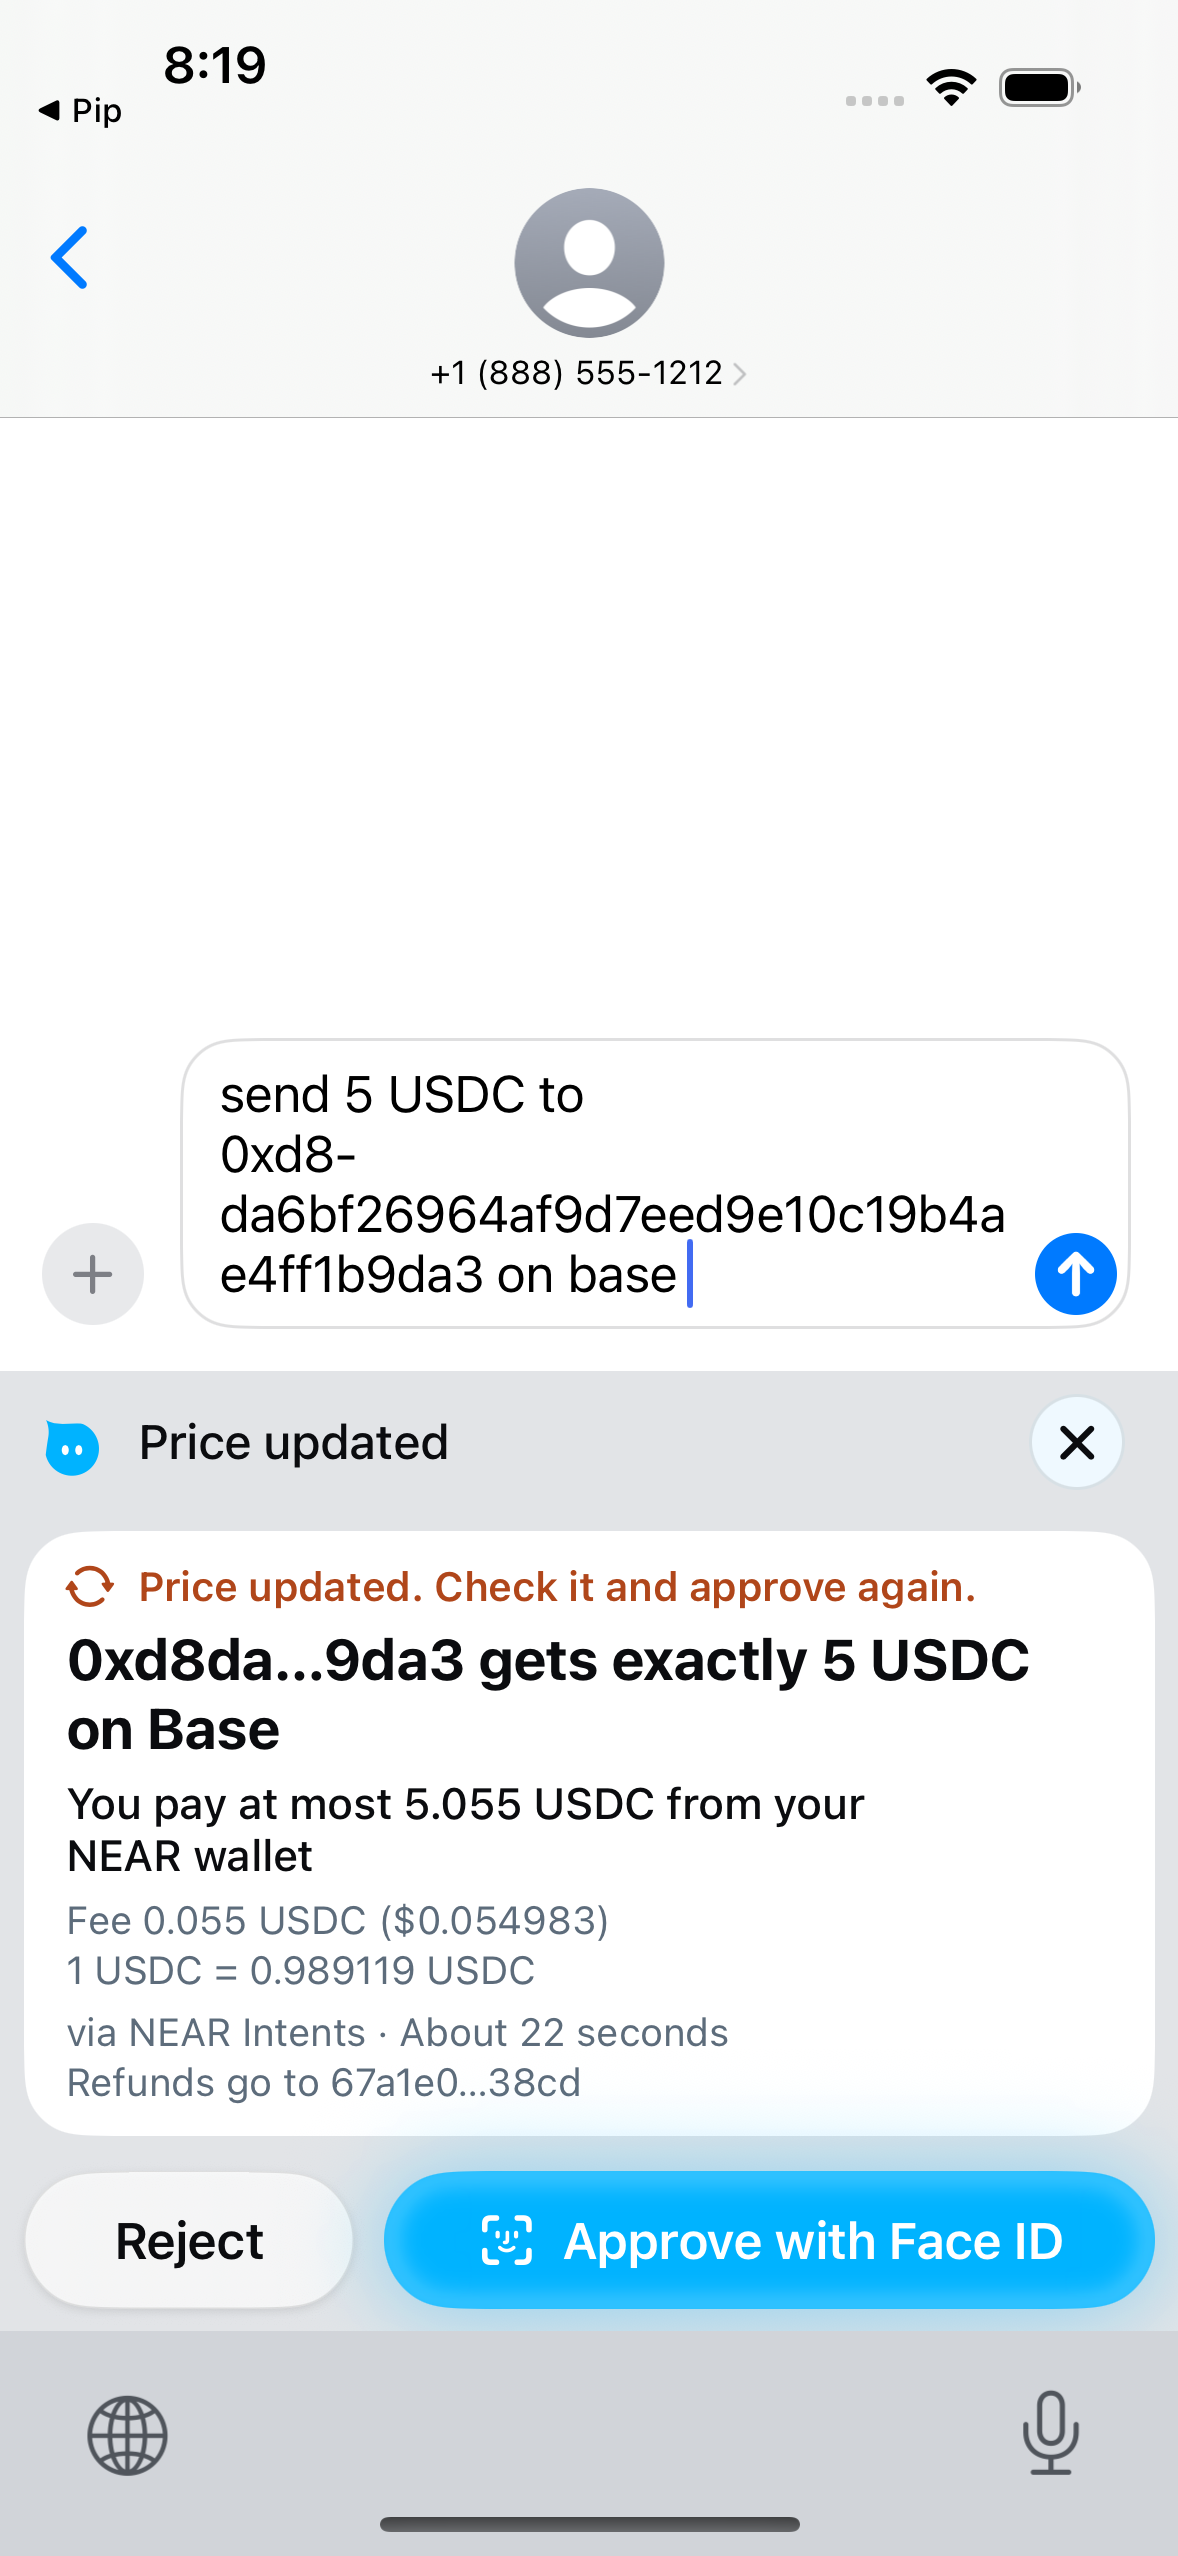 8:19
◀ Pip
+1 (888) 555-1212
send 5 USDC to
0xd8-
da6bf26964af9d7eed9e10c19b4a
e4ff1b9da3 on base
Price updated
Price updated. Check it and approve again.
0xd8da...9da3 gets exactly 5 USDC
on Base
You pay at most 5.055 USDC from your
NEAR wallet
Fee 0.055 USDC ($0.054983)
1 USDC = 0.989119 USDC
via NEAR Intents · About 22 seconds
Refunds go to 67a1e0...38cd
Reject
Approve with Face ID